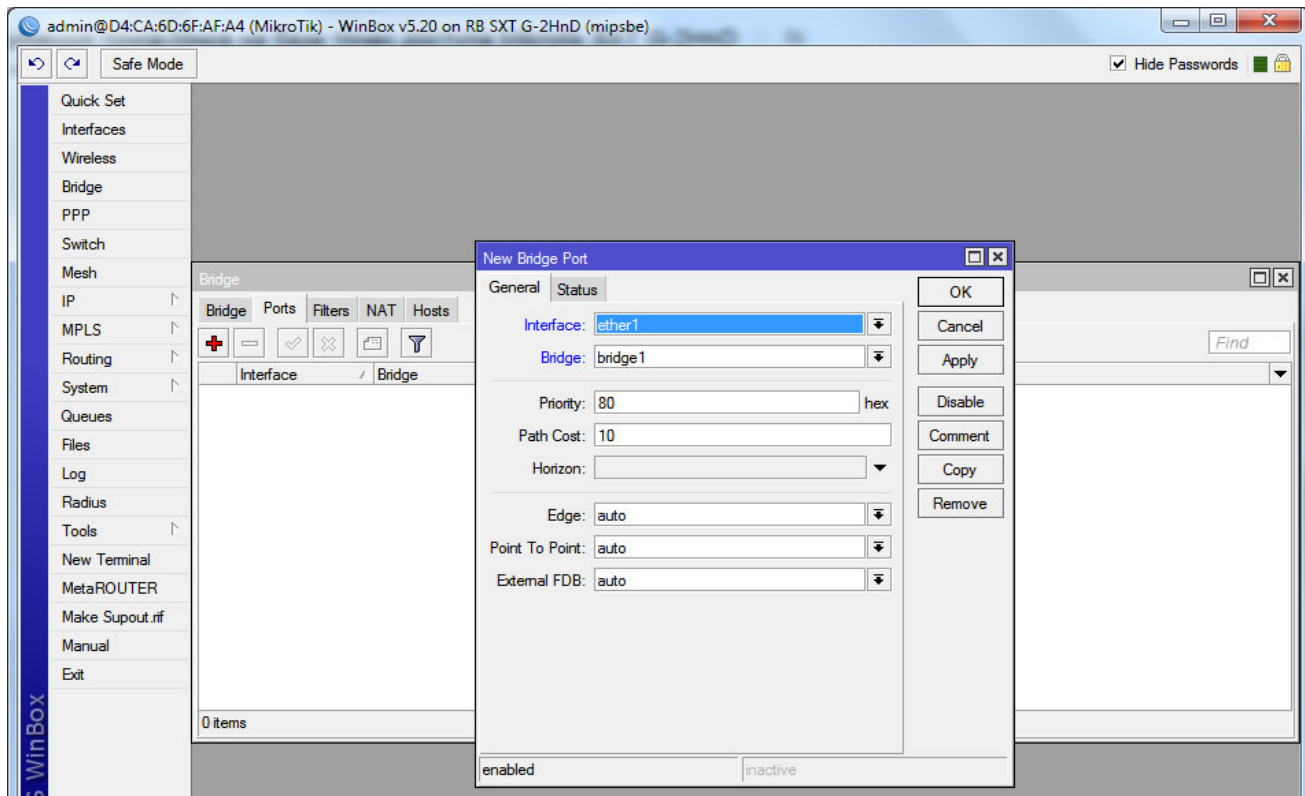 admin@D4:CA:6D:6F:AF:A4 (MikroTik) - WinBox v5.20 on RB SXT G-2HnD (mipsbe)
Safe Mode
Hide Passwords
Quick Set
Interfaces
Wireless
Bridge
PPP
Switch
Mesh
IP
MPLS
Routing
System
Queues
Files
Log
Radius
Tools
New Terminal
MetaROUTER
Make Supout.rif
Manual
Exit
WinBox
Bridge
Bridge Ports Filters NAT Hosts
Find
Interface Bridge
0 items
New Bridge Port
General Status
Interface: ether1
Bridge: bridge1
Priority: 80 hex
Path Cost: 10
Horizon:
Edge: auto
Point To Point: auto
External FDB: auto
OK
Cancel
Apply
Disable
Comment
Copy
Remove
enabled inactive